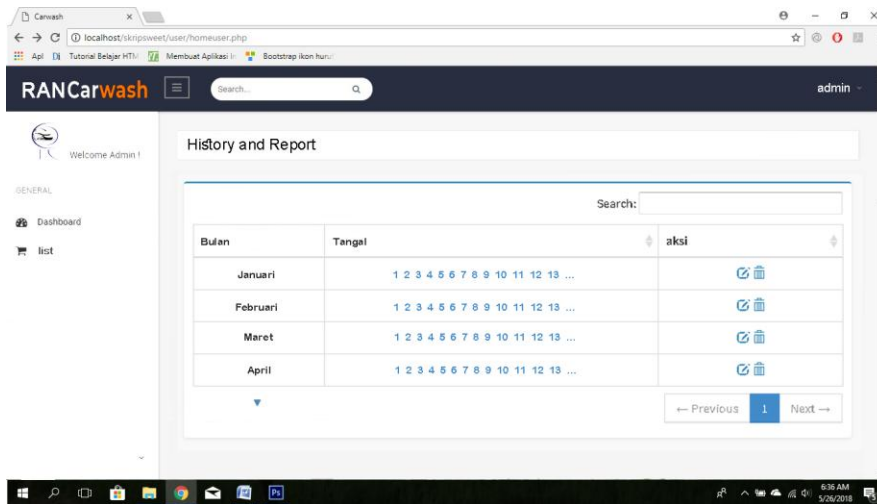 Carwash
localhost/skripsweet/user/homeuser.php
Apl Tutorial Belajar HTM Membuat Aplikasi In Bootstrap ikon huruf
RANCarwash Search... admin
Welcome Admin !
History and Report
GENERAL
Dashboard
list
Search:
Bulan Tangal aksi
Januari 1 2 3 4 5 6 7 8 9 10 11 12 13 ...
Februari 1 2 3 4 5 6 7 8 9 10 11 12 13 ...
Maret 1 2 3 4 5 6 7 8 9 10 11 12 13 ...
April 1 2 3 4 5 6 7 8 9 10 11 12 13 ...
← Previous 1 Next →
Ps
6:36 AM
5/26/2018